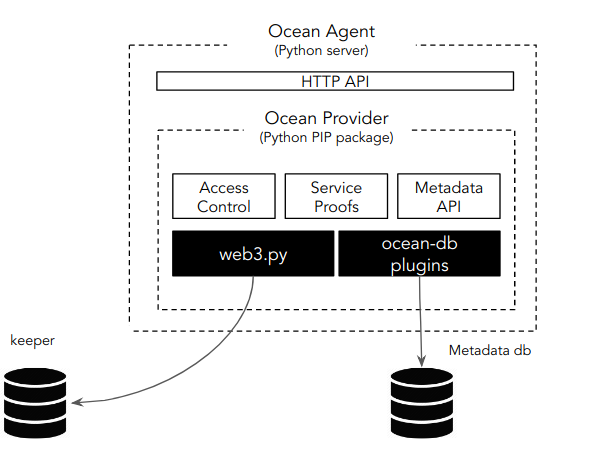 Ocean Agent
(Python server)
HTTP API
Ocean Provider
(Python PIP package)
Access
Control
Service
Proofs
Metadata
API
web3.py
ocean-db
plugins
keeper
Metadata db